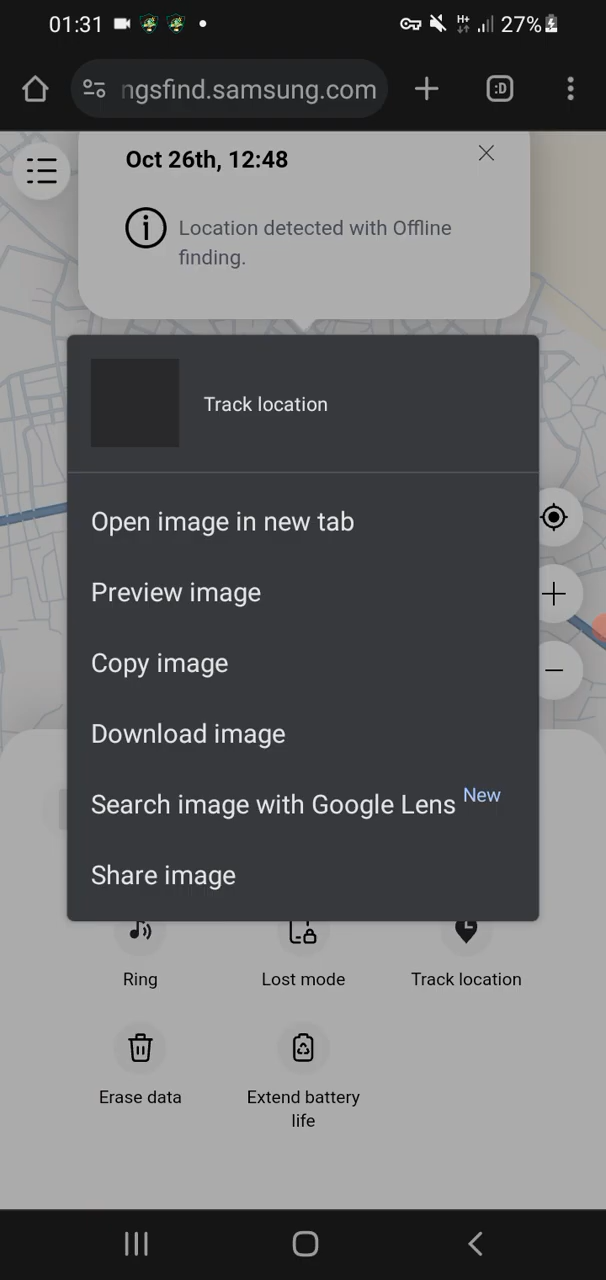 01:31
H+
27%
ngsfind.samsung.com
:D
Oct 26th, 12:48
Location detected with Offline
finding.
Track location
Open image in new tab
Preview image
Copy image
Download image
Search image with Google Lens New
Share image
Ring
Lost mode
Track location
Erase data
Extend battery
life